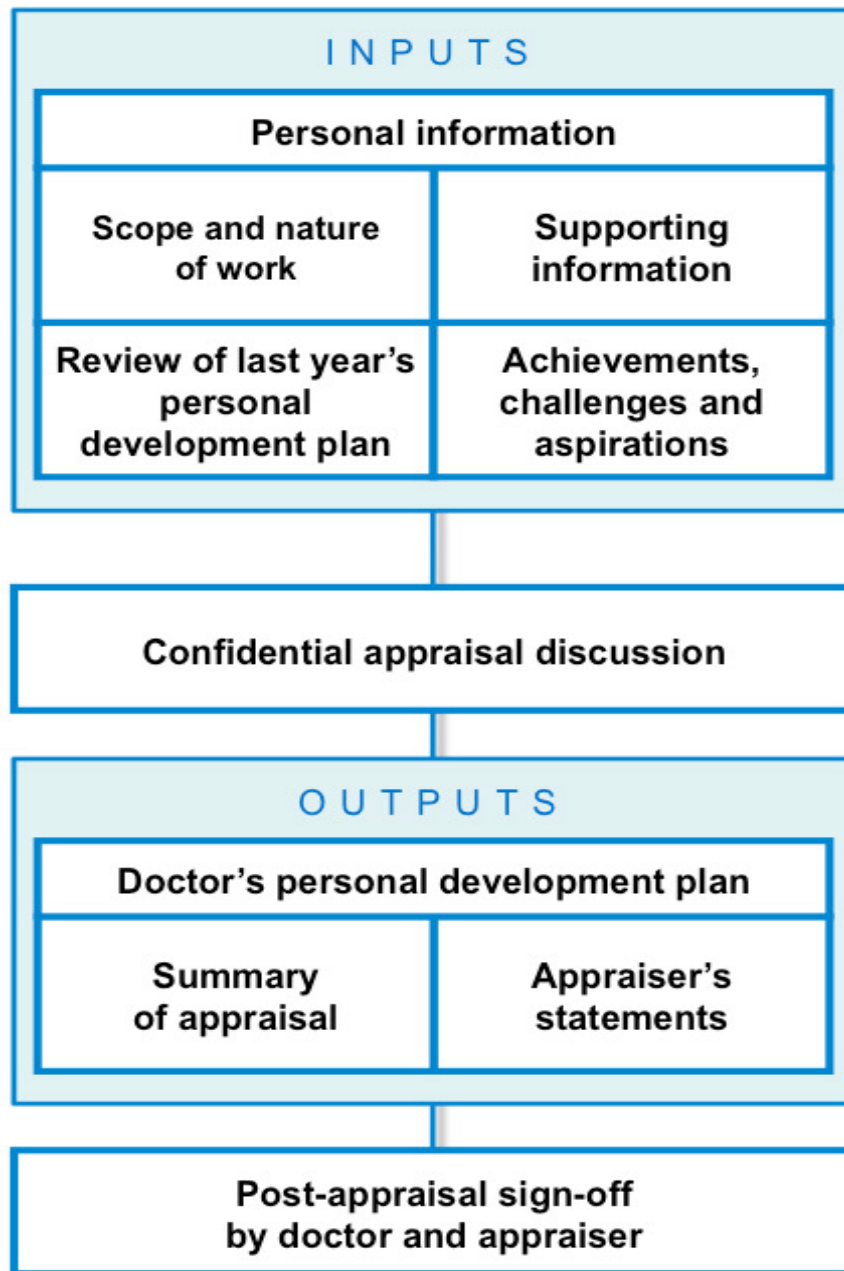 INPUTS
Personal information
Scope and nature
of work
Supporting
information
Review of last year’s
personal
development plan
Achievements,
challenges and
aspirations
Confidential appraisal discussion
OUTPUTS
Doctor’s personal development plan
Summary
of appraisal
Appraiser’s
statements
Post-appraisal sign-off
by doctor and appraiser